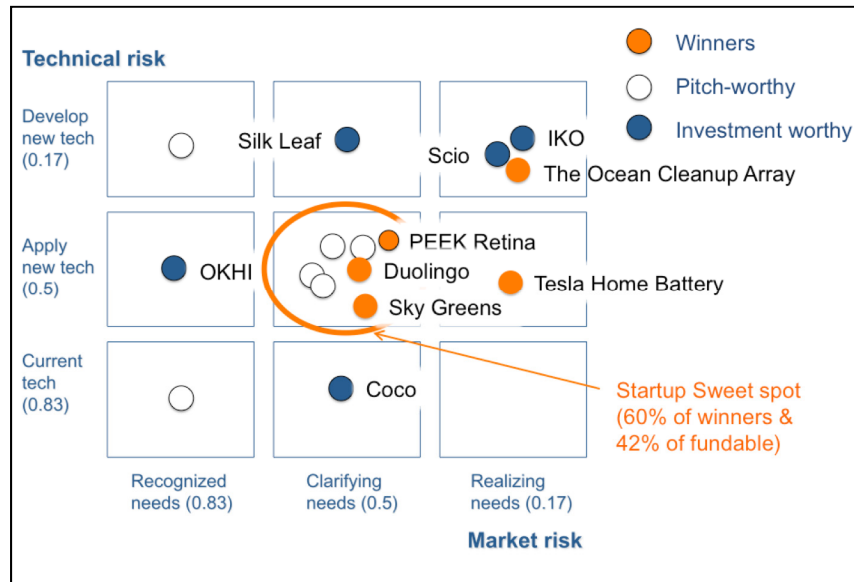 Technical risk
Winners
Pitch-worthy
Investment worthy
Develop
new tech
(0.17)
Silk Leaf
Scio
IKO
The Ocean Cleanup Array
Apply
new tech
(0.5)
OKHI
PEEK Retina
Duolingo
Sky Greens
Tesla Home Battery
Current
tech
(0.83)
Coco
Startup Sweet spot
(60% of winners &
42% of fundable)
Recognized
needs (0.83)
Clarifying
needs (0.5)
Realizing
needs (0.17)
Market risk